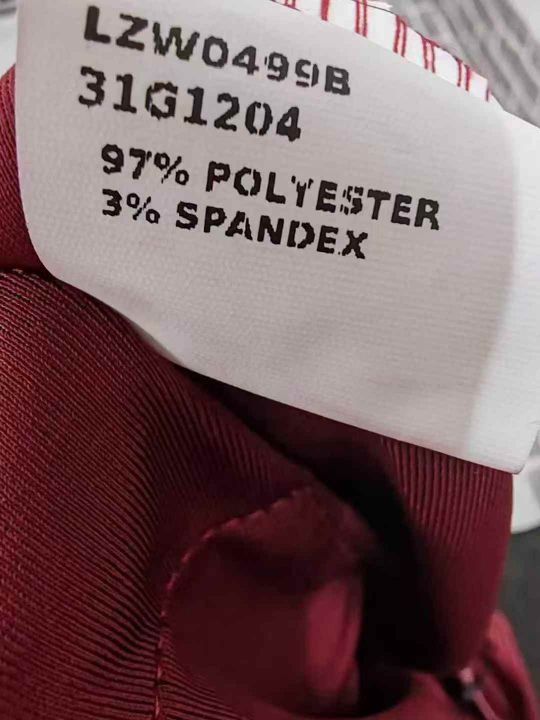 LZW0499B
31G1204
97% POLYESTER
3% SPANDEX